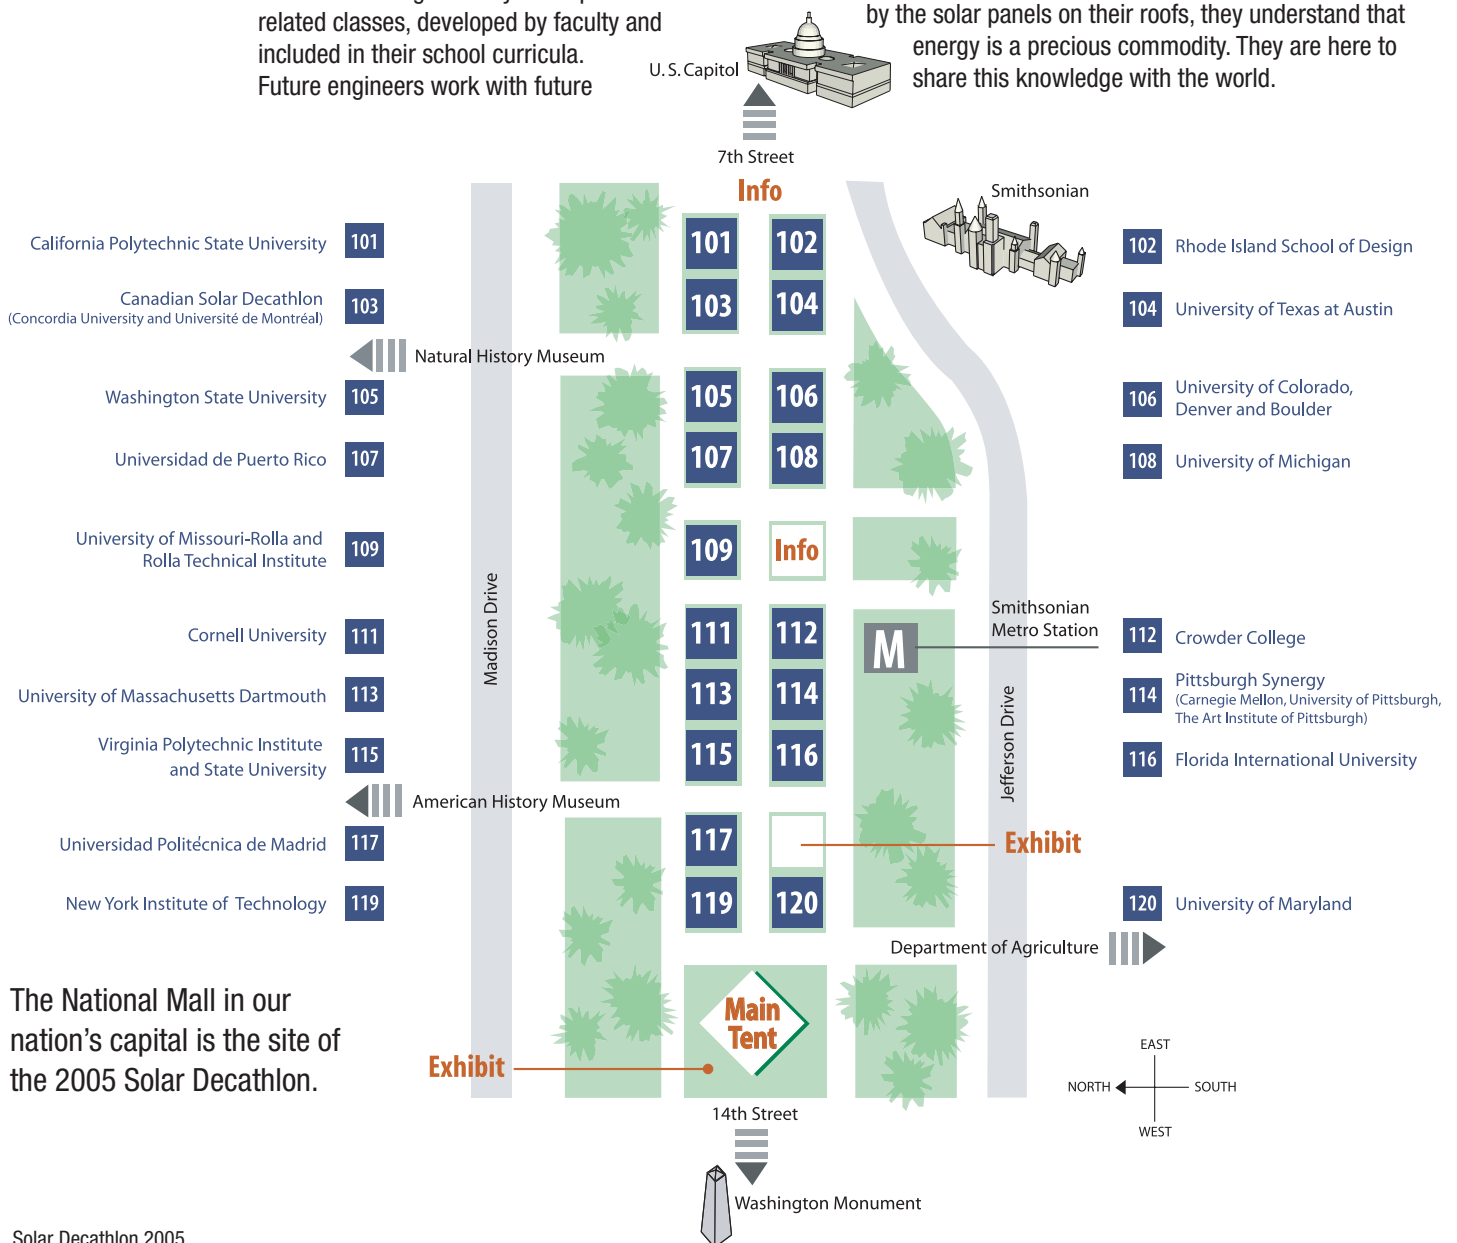 related classes, developed by faculty and
included in their school curricula.
Future engineers work with future
by the solar panels on their roofs, they understand that
energy is a precious commodity. They are here to
share this knowledge with the world.
U. S. Capitol
7th Street
Info
Smithsonian
California Polytechnic State University 101
101 102
102 Rhode Island School of Design
Canadian Solar Decathlon
(Concordia University and Université de Montréal)
103
103 104
104 University of Texas at Austin
Natural History Museum
Washington State University 105
105 106
106 University of Colorado,
Denver and Boulder
Universidad de Puerto Rico 107
107 108
108 University of Michigan
University of Missouri-Rolla and
Rolla Technical Institute
109
109 Info
Madison Drive
Smithsonian
Metro Station
M
Cornell University 111
111 112
112 Crowder College
University of Massachusetts Dartmouth 113
113 114
114 Pittsburgh Synergy
(Carnegie Mellon, University of Pittsburgh,
The Art Institute of Pittsburgh)
Virginia Polytechnic Institute
and State University
115
115 116
116 Florida International University
Jefferson Drive
American History Museum
Universidad Politécnica de Madrid 117
117
Exhibit
New York Institute of Technology 119
119 120
120 University of Maryland
Department of Agriculture
The National Mall in our
nation's capital is the site of
the 2005 Solar Decathlon.
Main
Tent
Exhibit
EAST
NORTH SOUTH
WEST
14th Street
Washington Monument
Solar Decathlon 2005